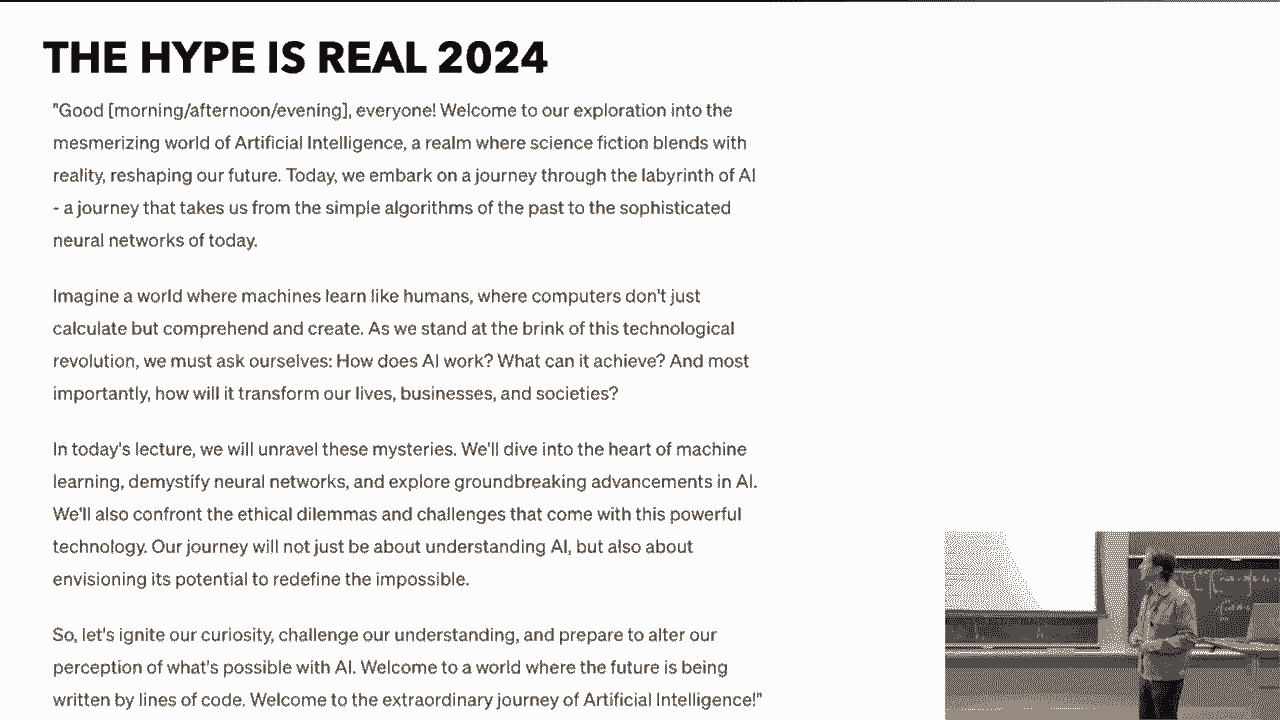 THE HYPE IS REAL 2024
"Good [morning/afternoon/evening], everyone! Welcome to our exploration into the
mesmerizing world of Artificial Intelligence, a realm where science fiction blends with
reality, reshaping our future. Today, we embark on a journey through the labyrinth of AI
- a journey that takes us from the simple algorithms of the past to the sophisticated
neural networks of today.
Imagine a world where machines learn like humans, where computers don't just
calculate but comprehend and create. As we stand at the brink of this technological
revolution, we must ask ourselves: How does AI work? What can it achieve? And most
importantly, how will it transform our lives, businesses, and societies?
In today's lecture, we will unravel these mysteries. We'll dive into the heart of machine
learning, demystify neural networks, and explore groundbreaking advancements in AI.
We'll also confront the ethical dilemmas and challenges that come with this powerful
technology. Our journey will not just be about understanding AI, but also about
envisioning its potential to redefine the impossible.
So, let's ignite our curiosity, challenge our understanding, and prepare to alter our
perception of what's possible with AI. Welcome to a world where the future is being
written by lines of code. Welcome to the extraordinary journey of Artificial Intelligence!"